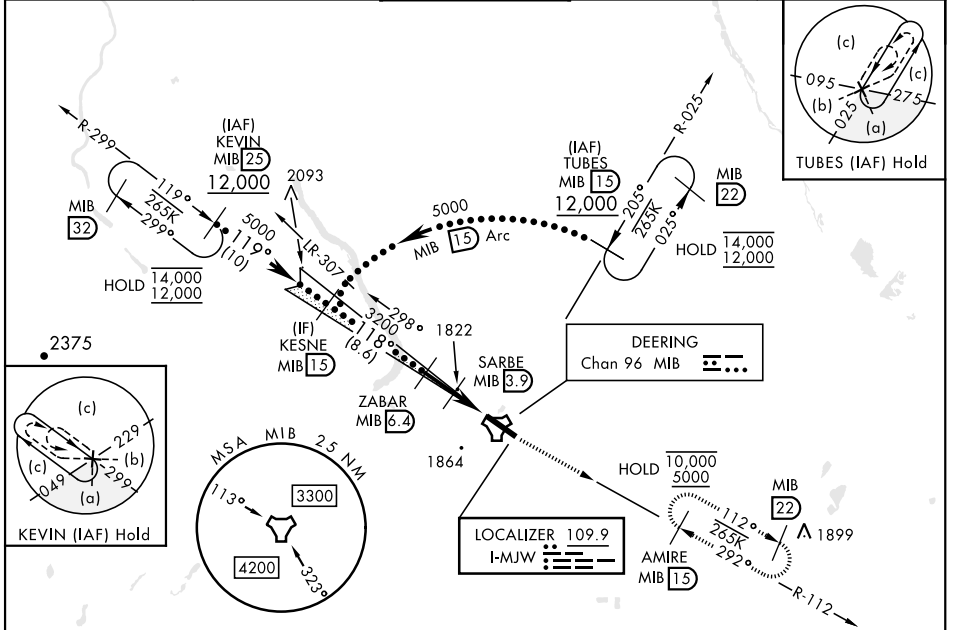 (c)
095
(b)
025
(c)
275
(a)
TUBES (IAF) Hold
R-299
(IAF)
KEVIN
MIB 25
12,000
MIB
32
119°
265K
299°
HOLD 14,000
12,000
5000
119°
(10)
2093
LR-307
5000
MIB 15 Arc
(IAF)
TUBES
MIB 15
12,000
R-025
205°
265K
025°
MIB
22
HOLD 14,000
12,000
298°
3200
118°
(8.6)
(IF)
KESNE
MIB 15
1822
SARBE
MIB 3.9
ZABAR
MIB 6.4
DEERING
Chan 96 MIB
2375
(c)
229
(c)
(b)
299
049
(a)
KEVIN (IAF) Hold
MSA MIB 25 NM
113°
3300
4200
323°
1864
LOCALIZER 109.9
I-MJW
HOLD 10,000
5000
MIB
22
1899
112°
265K
292°
AMIRE
MIB 15
R-112